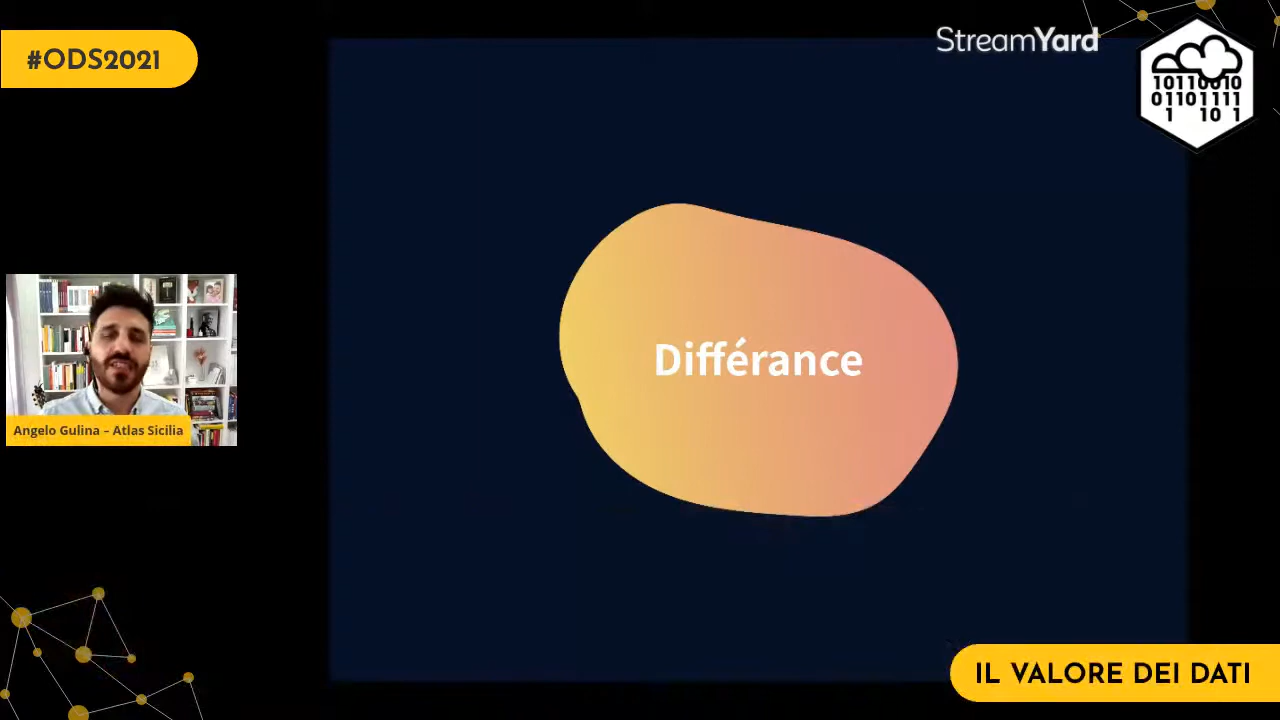 #ODS2021
StreamYard
10110010
01101111
1 10 1
Différance
Angelo Gulina – Atlas Sicilia
IL VALORE DEI DATI